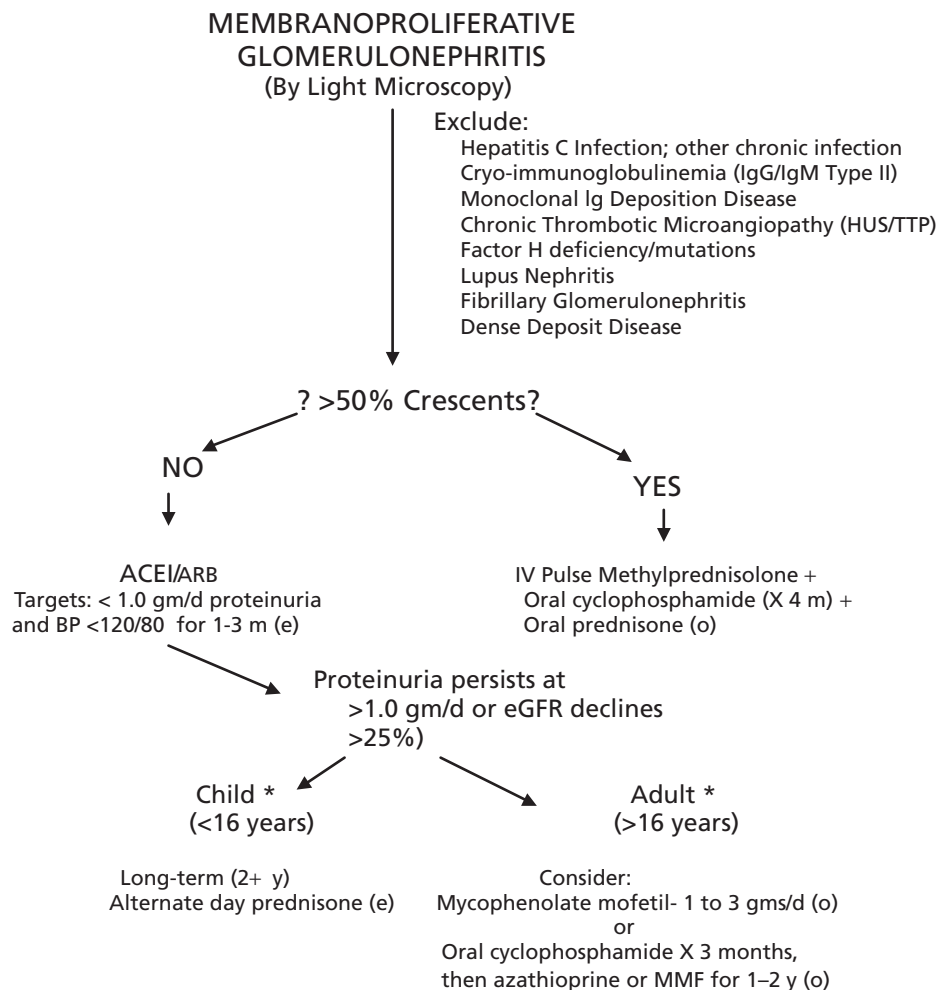 MEMBRANOPROLIFERATIVE
GLOMERULONEPHRITIS
(By Light Microscopy)
Exclude:
Hepatitis C Infection; other chronic infection
Cryo-immunoglobulinemia (IgG/IgM Type II)
Monoclonal Ig Deposition Disease
Chronic Thrombotic Microangiopathy (HUS/TTP)
Factor H deficiency/mutations
Lupus Nephritis
Fibrillary Glomerulonephritis
Dense Deposit Disease
? >50% Crescents?
NO
YES
ACEI/ARB
Targets: < 1.0 gm/d proteinuria
and BP <120/80 for 1-3 m (e)
IV Pulse Methylprednisolone +
Oral cyclophosphamide (X 4 m) +
Oral prednisone (o)
Proteinuria persists at
>1.0 gm/d or eGFR declines
>25%)
Child *
(<16 years)
Adult *
(>16 years)
Long-term (2+ y)
Alternate day prednisone (e)
Consider:
Mycophenolate mofetil- 1 to 3 gms/d (o)
or
Oral cyclophosphamide X 3 months,
then azathioprine or MMF for 1–2 y (o)